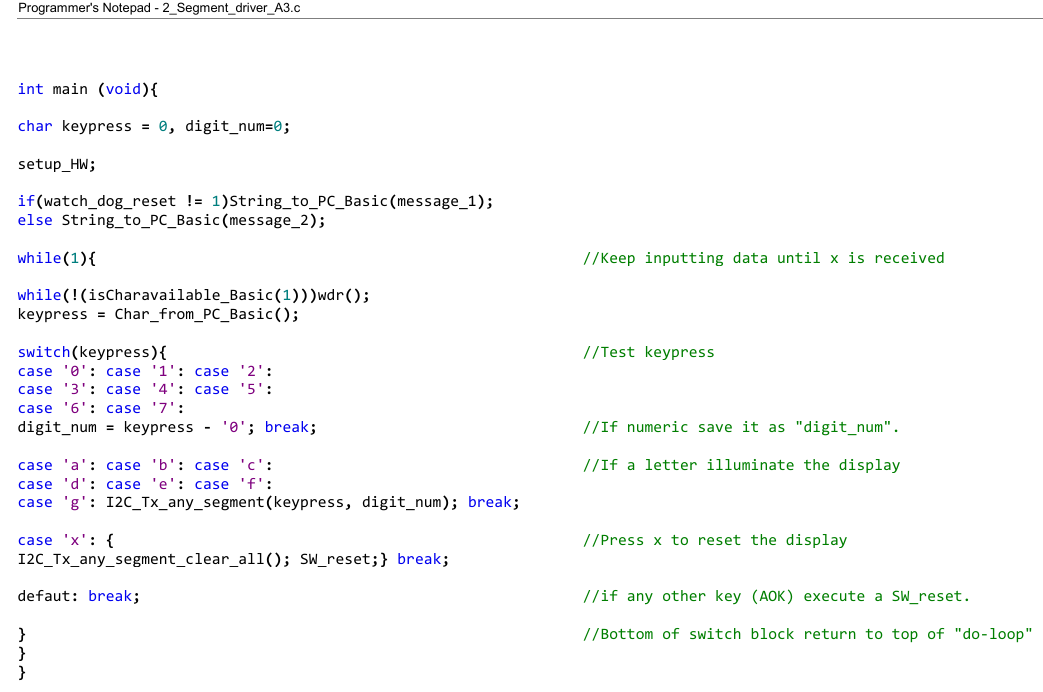 Programmer's Notepad - 2_Segment_driver_A3.c
int main (void){
char keypress = 0, digit_num=0;
setup_HW;
if(watch_dog_reset != 1)String_to_PC_Basic(message_1);
else String_to_PC_Basic(message_2);
while(1){ //Keep inputting data until x is received
while(!(isCharavailable_Basic(1)))wdr();
keypress = Char_from_PC_Basic();
switch(keypress){ //Test keypress
case '0': case '1': case '2':
case '3': case '4': case '5':
case '6': case '7':
digit_num = keypress - '0'; break; //If numeric save it as "digit_num".
case 'a': case 'b': case 'c': //If a letter illuminate the display
case 'd': case 'e': case 'f':
case 'g': I2C_Tx_any_segment(keypress, digit_num); break;
case 'x': { //Press x to reset the display
I2C_Tx_any_segment_clear_all(); SW_reset;} break;
defaut: break; //if any other key (AOK) execute a SW_reset.
} //Bottom of switch block return to top of "do-loop"
}
}